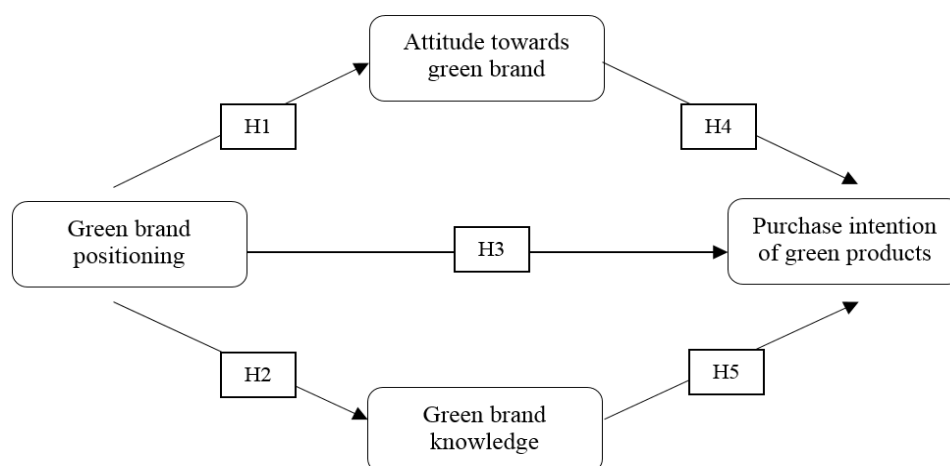 Attitude towards
green brand
H1
H4
Green brand
positioning
H3
Purchase intention
of green products
H2
H5
Green brand
knowledge